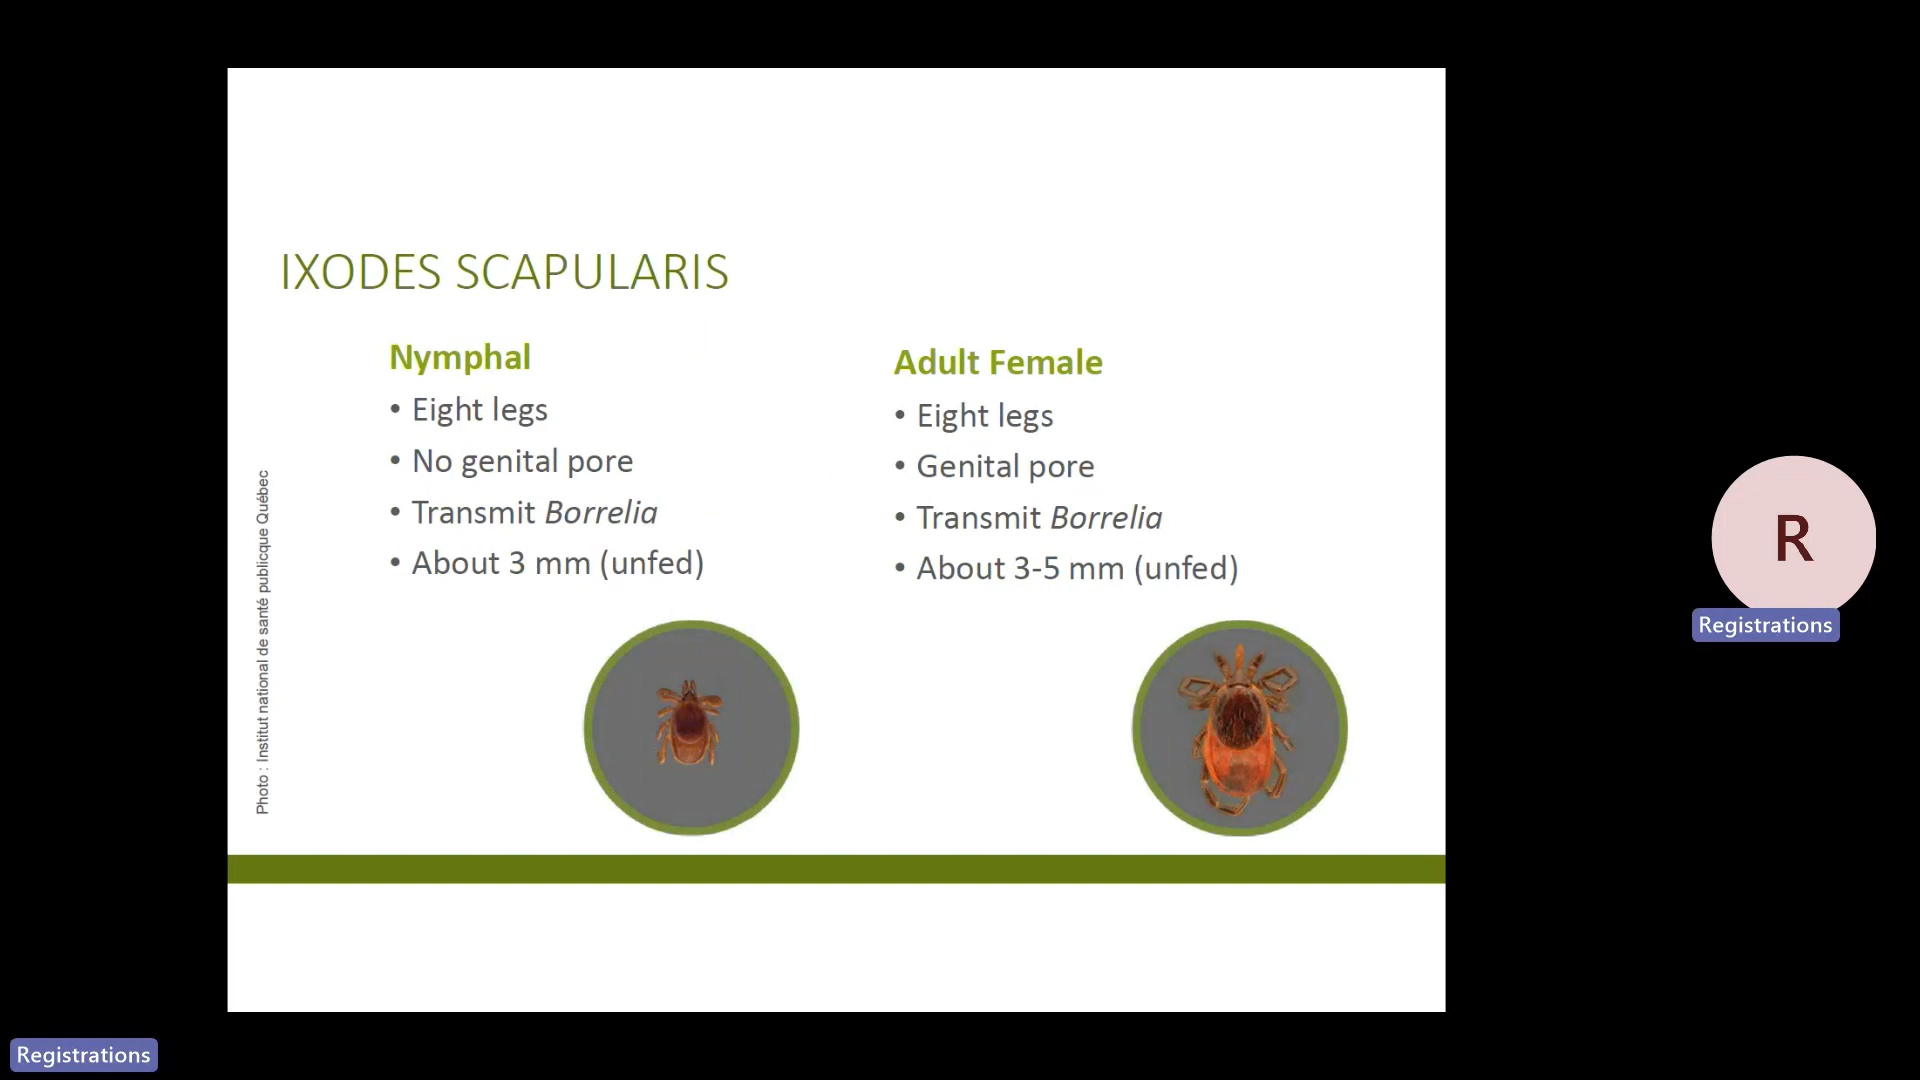 IXODES SCAPULARIS
Nymphal
• Eight legs
• No genital pore
• Transmit Borrelia
• About 3 mm (unfed)
Adult Female
• Eight legs
• Genital pore
• Transmit Borrelia
• About 3-5 mm (unfed)
Photo : Institut national de santé publicque Québec
R
Registrations
Registrations